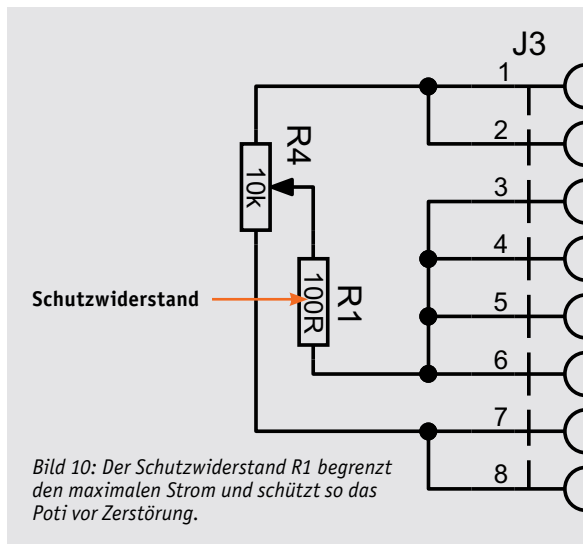 J3
1
2
R4
3
10k
4
Schutzwiderstand
100R
R1
5
6
7
8
Bild 10: Der Schutzwiderstand R1 begrenzt
den maximalen Strom und schützt so das
Poti vor Zerstörung.